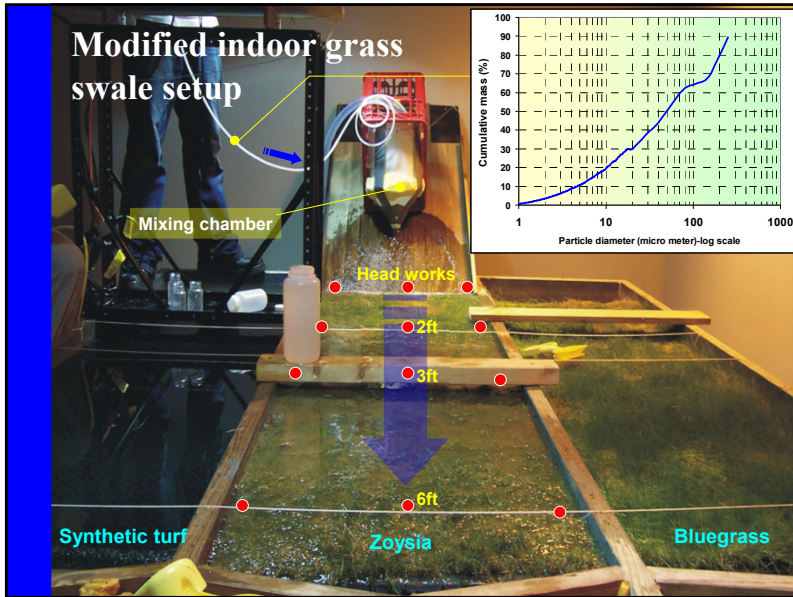 Modified indoor grass
swale setup
Cumulative mass (%)
100
90
80
70
60
50
40
30
20
10
0
1 10 100 1000
Particle diameter (micro meter)-log scale
Mixing chamber
Head works
2ft
3ft
6ft
Synthetic turf Zoysia Bluegrass